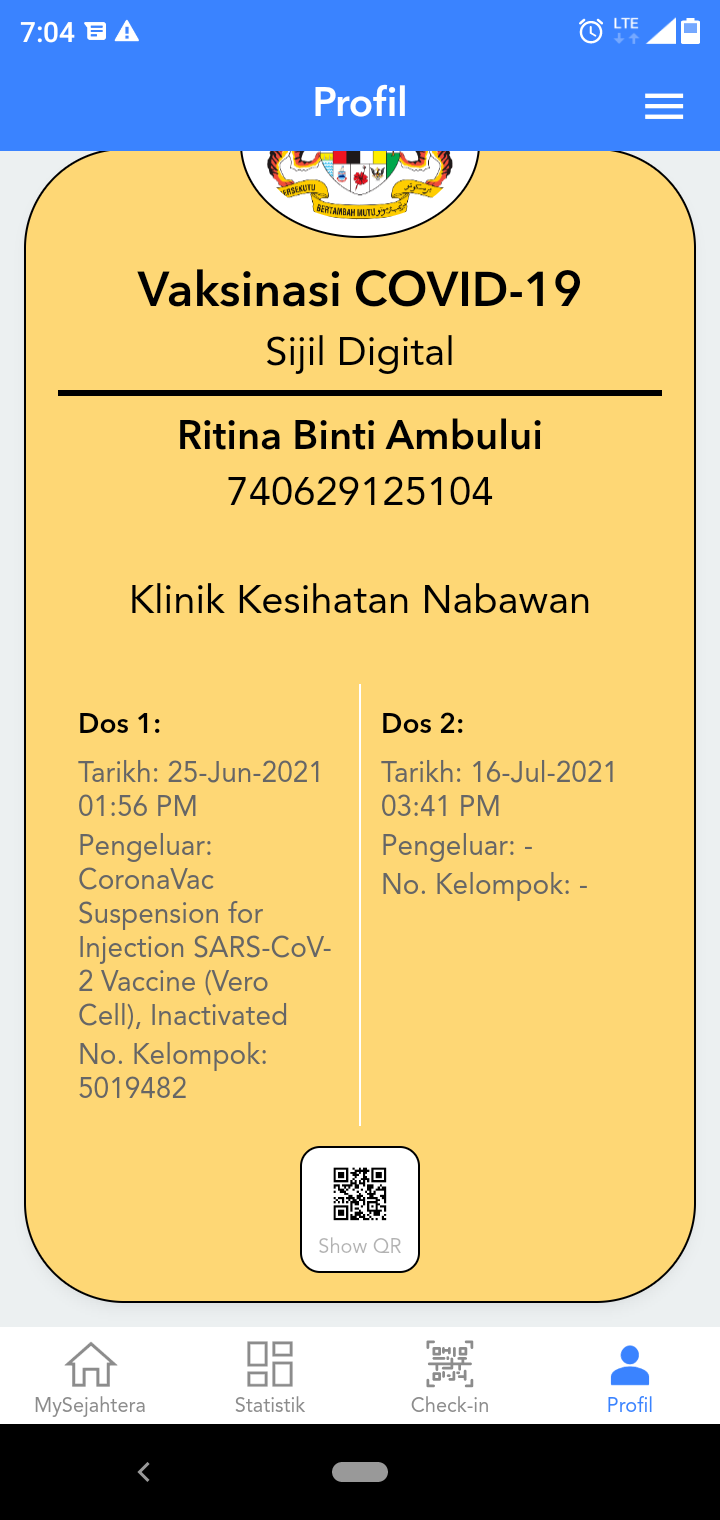 7:04
LTE
Profil
BERTAMBAH MUTU
Vaksinasi COVID-19
Sijil Digital
Ritina Binti Ambului
740629125104
Klinik Kesihatan Nabawan
Dos 1:
Tarikh: 25-Jun-2021
01:56 PM
Pengeluar:
CoronaVac
Suspension for
Injection SARS-CoV-
2 Vaccine (Vero
Cell), Inactivated
No. Kelompok:
5019482
Dos 2:
Tarikh: 16-Jul-2021
03:41 PM
Pengeluar: -
No. Kelompok: -
Show QR
MySejahtera
Statistik
Check-in
Profil